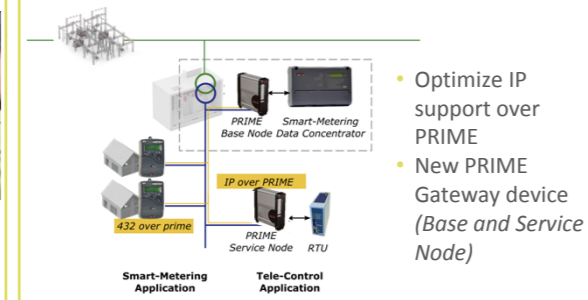 PRIME
Base Node
Smart-Metering
Data Concentrator
IP over PRIME
432 over prime
PRIME
Service Node
RTU
Smart-Metering
Application
Tele-Control
Application
• Optimize IP
support over
PRIME
• New PRIME
Gateway device
(Base and Service
Node)